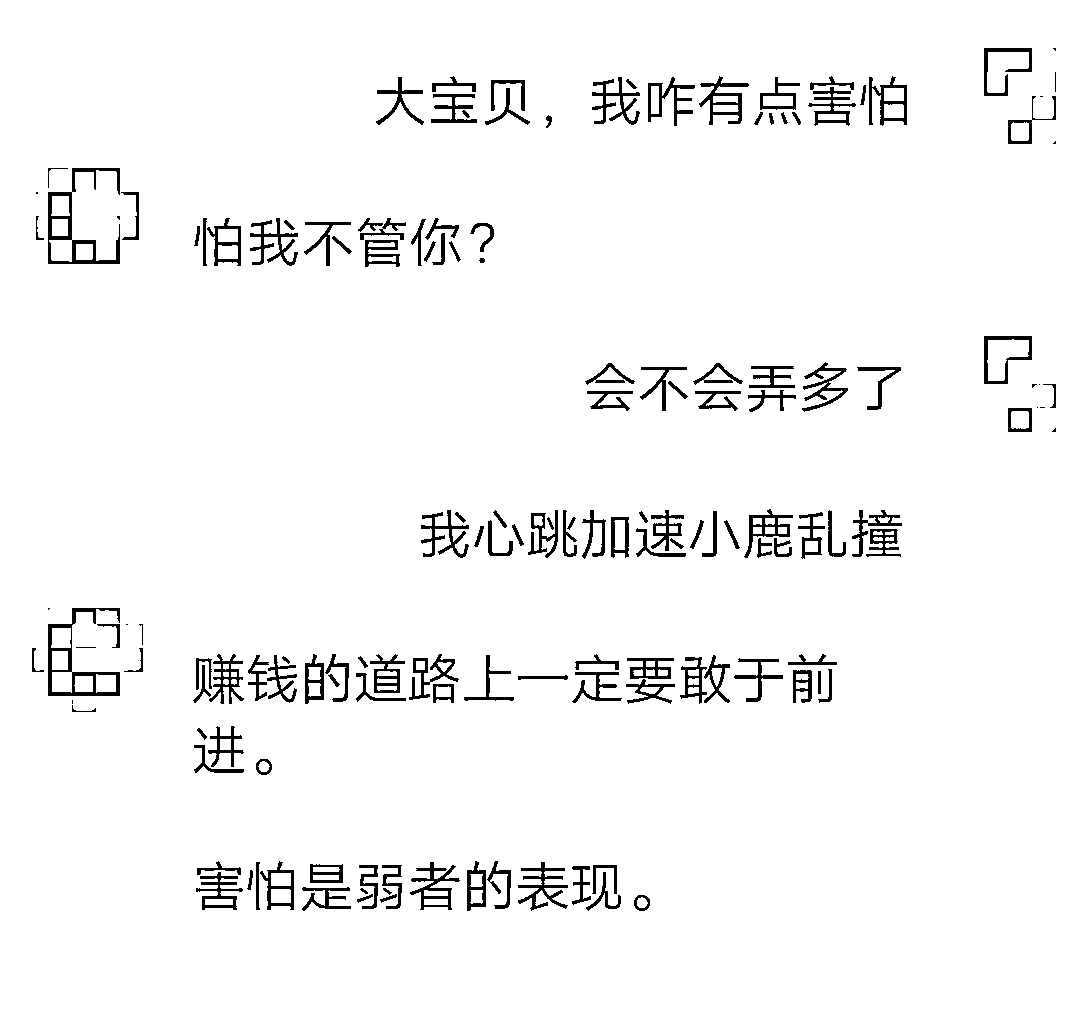 大宝贝，我咋有点害怕
怕我不管你？
会不会弄多了
我心跳加速小鹿乱撞
赚钱的道路上一定要敢于前
进。
害怕是弱者的表现。